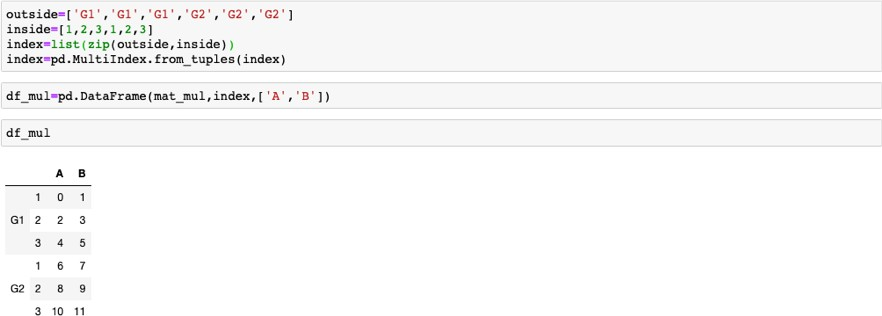 outside=['G1','G1','G1','G2','G2','G2']
inside=[1,2,3,1,2,3]
index=list(zip(outside,inside))
index=pd.MultiIndex.from_tuples(index)
df_mul=pd.DataFrame(mat_mul,index,['A','B'])
df_mul
A B
1 0 1
G1 2 2 3
3 4 5
1 6 7
G2 2 8 9
3 10 11